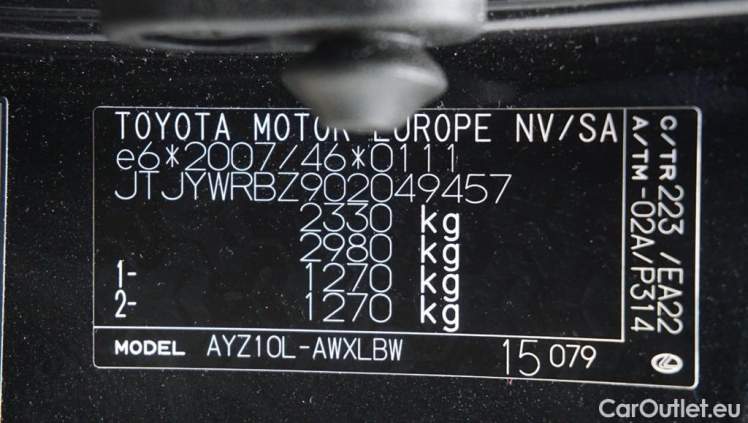 TOYOTA MOTOR EUROPE NV/SA
e6*2007/46*0111
JTJYWRBZ902049457
2330 kg
2980 kg
1- 1270 kg
2- 1270 kg
MODEL AYZ10L-AWXLBW 15 079
C/TR 223 /EA22
A/TM-02A/P314
CarOutlet.eu